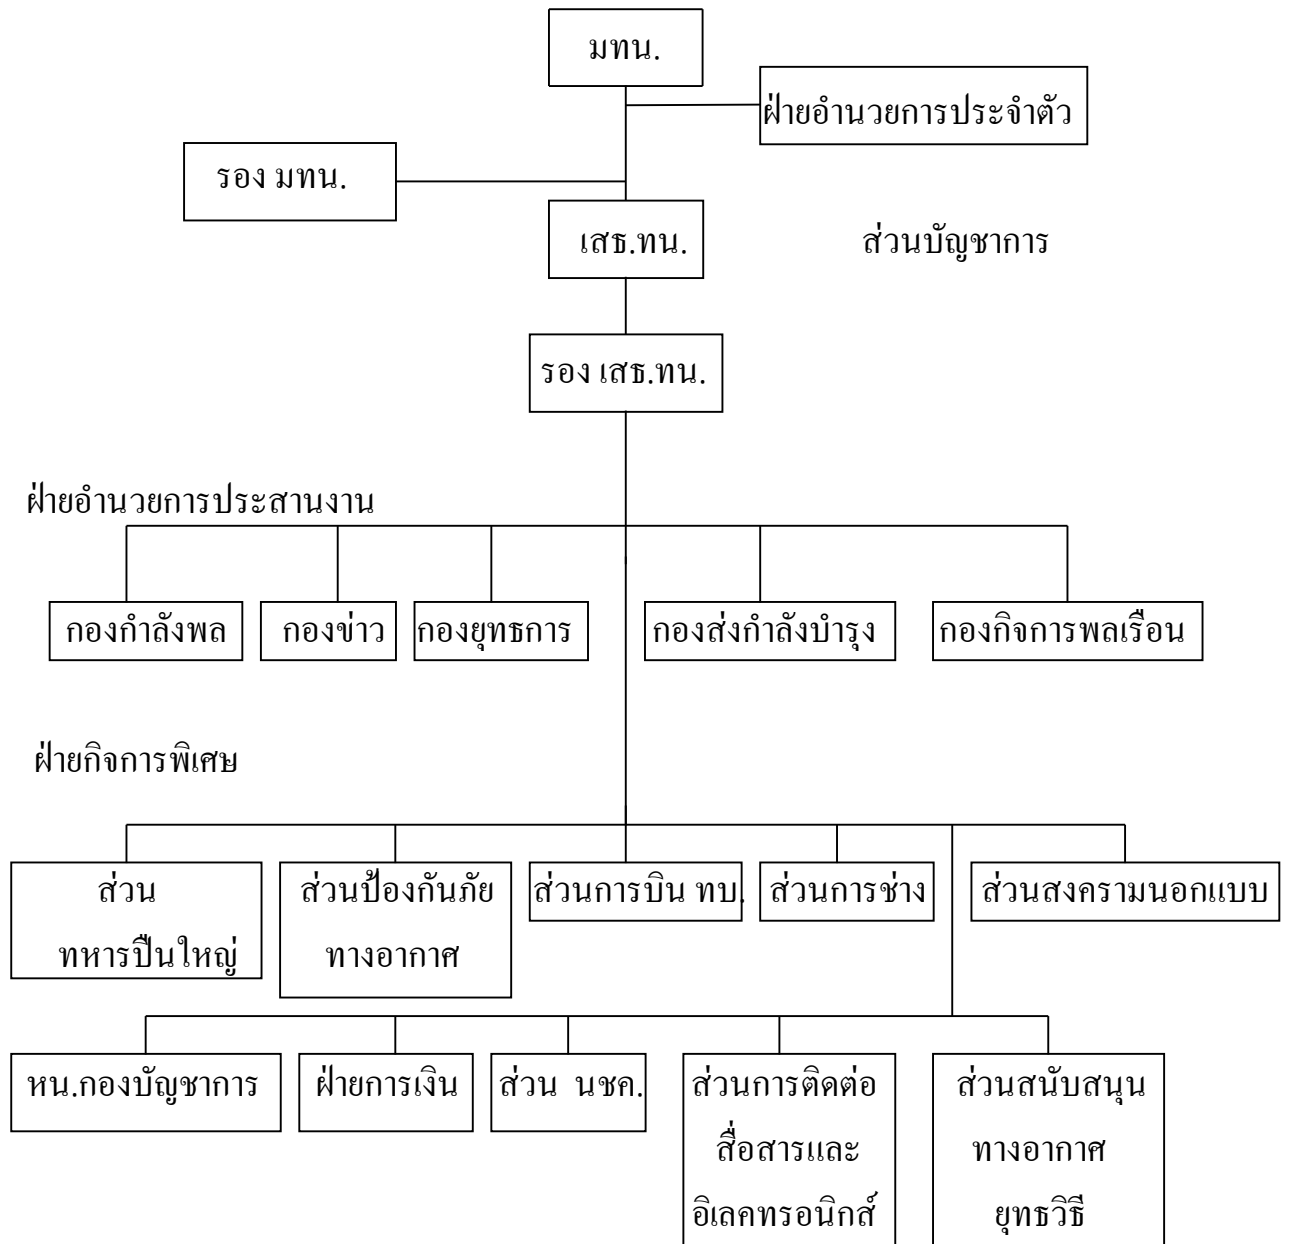 มทน.
ฝ่ายอำนวยการประจำตัว
รอง มทน.
เสธ.ทน.
ส่วนบัญชาการ
รอง เสธ.ทน.
ฝ่ายอำนวยการประสานงาน
กองกำลังพล
กองข่าว
กองยุทธการ
กองส่งกำลังบำรุง
กองกิจการพลเรือน
ฝ่ายกิจการพิเศษ
ส่วน
ทหารปืนใหญ่
ส่วนป้องกันภัย
ทางอากาศ
ส่วนการบิน ทบ.
ส่วนการช่าง
ส่วนสงครามนอกแบบ
หน.กองบัญชาการ
ฝ่ายการเงิน
ส่วน นชค.
ส่วนการติดต่อ
สื่อสารและ
อิเลคทรอนิกส์
ส่วนสนับสนุน
ทางอากาศ
ยุทธวิธี